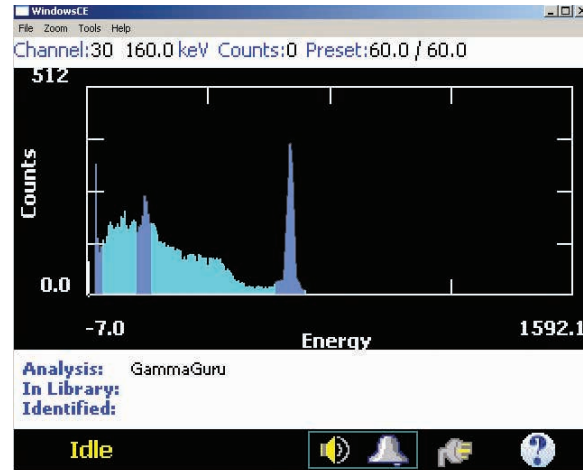 WindowsCE
File Zoom Tools Help
Channel:30 160.0 keV Counts:0 Preset:60.0 / 60.0
512
Counts
0.0
-7.0
Energy
1592.1
Analysis: GammaGuru
In Library:
Identified:
Idle
?